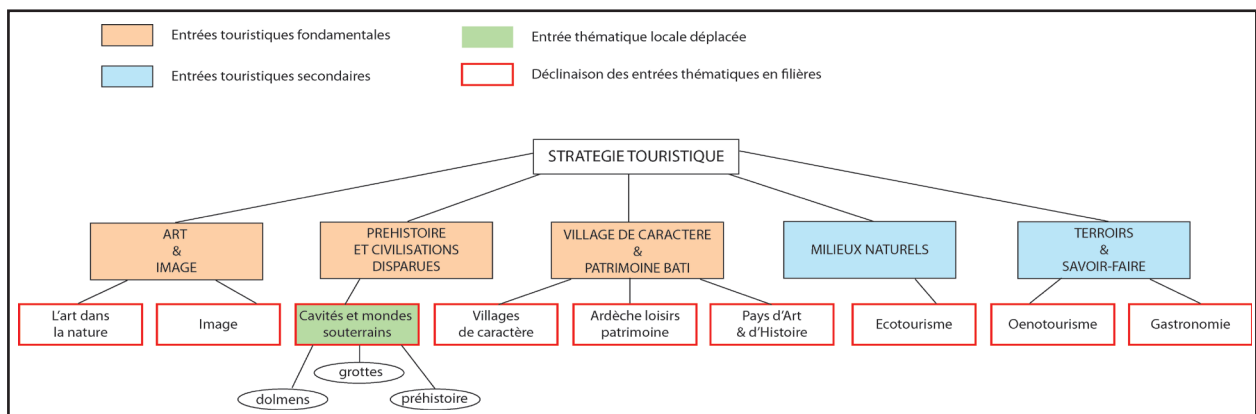 Entrées touristiques fondamentales
Entrée thématique locale déplacée
Entrées touristiques secondaires
Déclinaison des entrées thématiques en filières
STRATEGIE TOURISTIQUE
ART
&
IMAGE
PREHISTOIRE
ET CIVILISATIONS
DISPARUES
VILLAGE DE CARACTERE
&
PATRIMOINE BATI
MILIEUX NATURELS
TERROIRS
&
SAVOIR-FAIRE
L'art dans
la nature
Image
Cavités et mondes
souterrains
Villages
de caractère
Ardèche loisirs
patrimoine
Pays d'Art
& d'Histoire
Ecotourisme
Oenotourisme
Gastronomie
grottes
dolmens
préhistoire